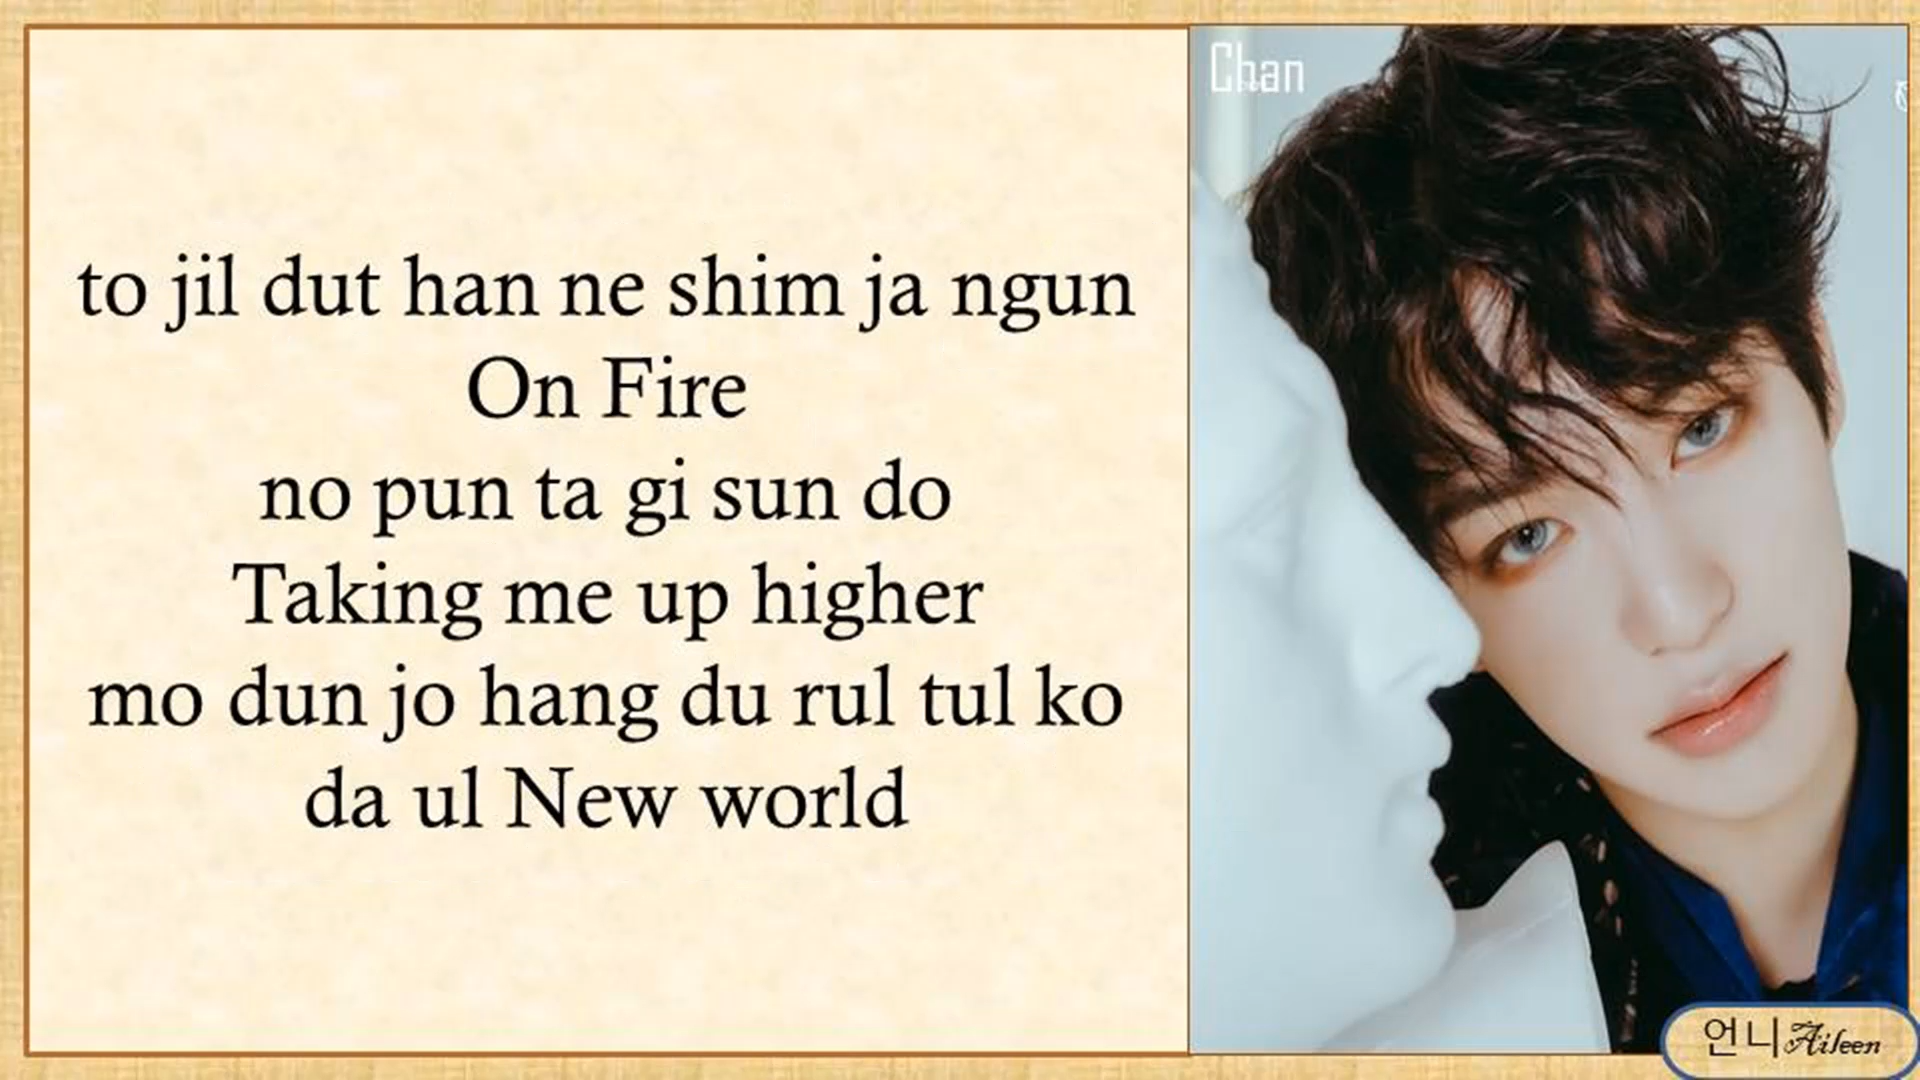 to jil dut han ne shim ja ngun
On Fire
no pun ta gi sun do
Taking me up higher
mo dun jo hang du rul tul ko
da ul New world
Chan
언니Aileen